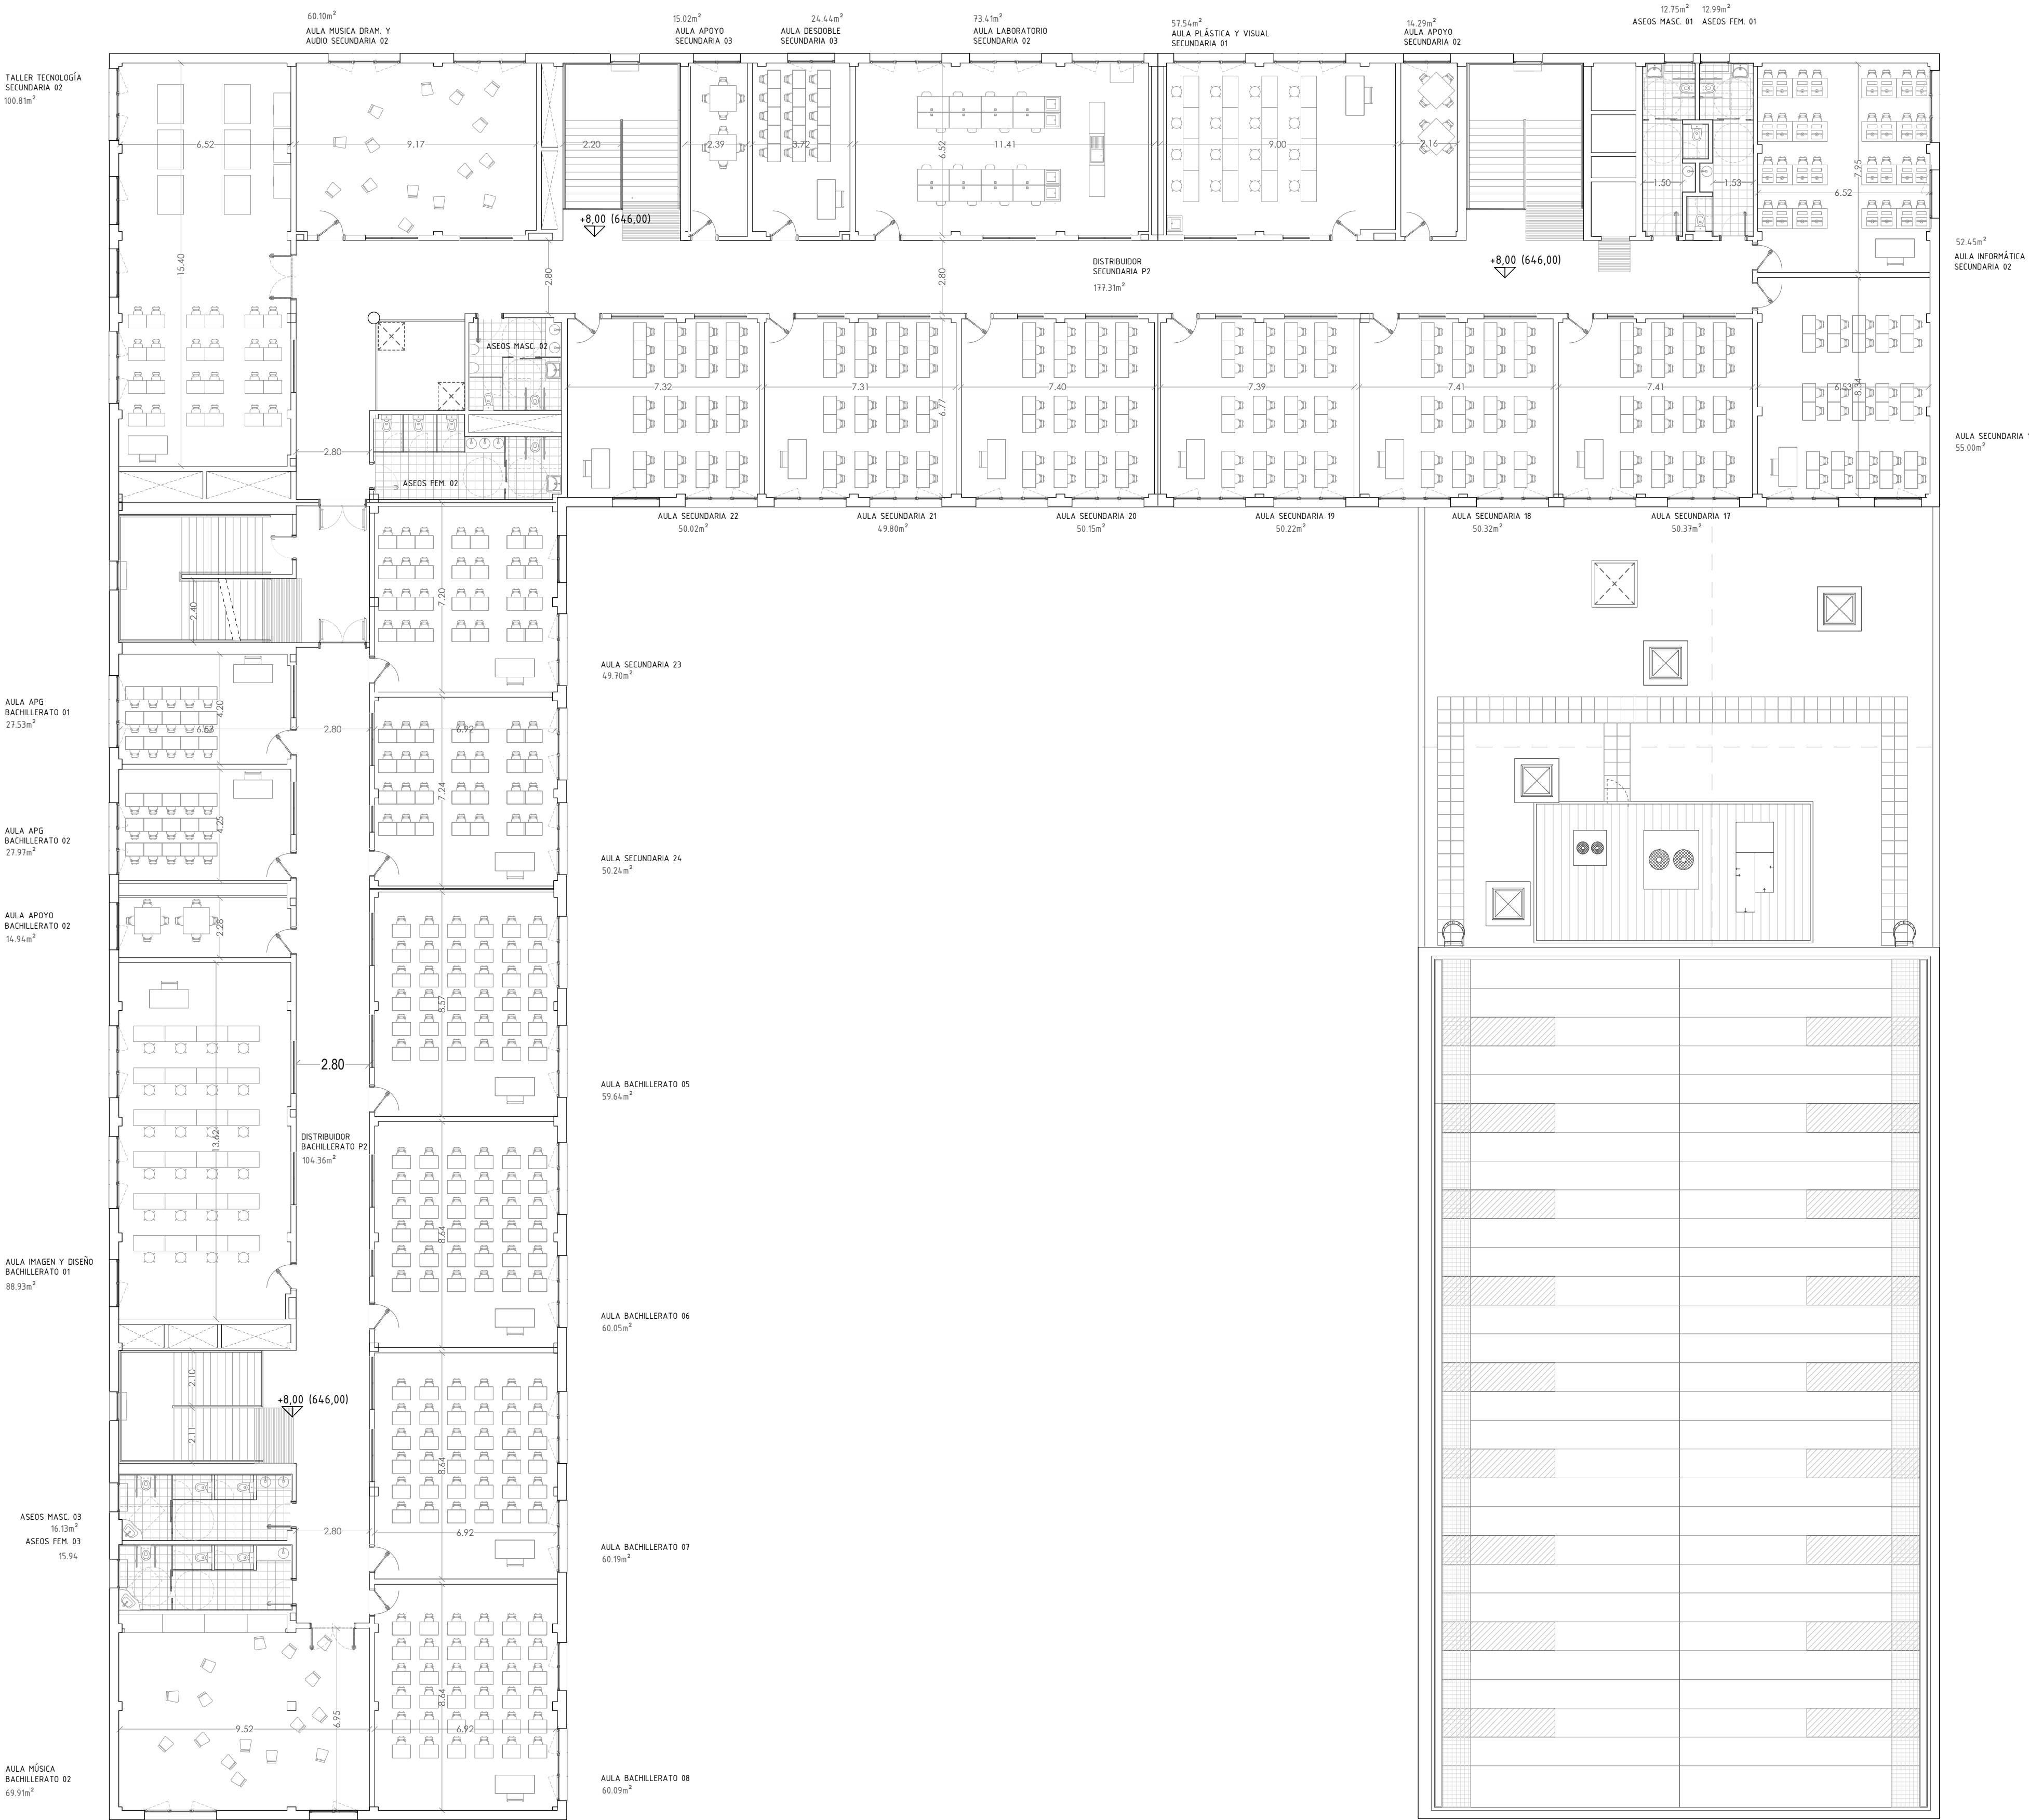 60.10m²
AULA MUSICA DRAM. Y
AUDIO SECUNDARIA 02
15.02m²
AULA APOYO
SECUNDARIA 03
24.44m²
AULA DESDOBLE
SECUNDARIA 03
73.41m²
AULA LABORATORIO
SECUNDARIA 02
57.54m²
AULA PLÁSTICA Y VISUAL
SECUNDARIA 01
14.29m²
AULA APOYO
SECUNDARIA 02
12.75m²
ASEOS MASC. 01
12.99m²
ASEOS FEM. 01
TALLER TECNOLOGÍA
SECUNDARIA 02
100.81m²
6.52
9.17
2.20
2.39
3.72
6.52
11.41
9.00
2.16
1.50
1.53
7.95
6.52
+8,00 (646,00)
15.40
2.80
2.80
DISTRIBUIDOR
SECUNDARIA P2
177.31m²
+8,00 (646,00)
52.45m²
AULA INFORMÁTICA
SECUNDARIA 02
ASEOS MASC. 02
7.32
7.31
6.77
7.40
7.39
7.41
7.41
6.53
8.34
2.80
ASEOS FEM. 02
AULA SECUNDARIA 1
55.00m²
AULA SECUNDARIA 22
50.02m²
AULA SECUNDARIA 21
49.80m²
AULA SECUNDARIA 20
50.15m²
AULA SECUNDARIA 19
50.22m²
AULA SECUNDARIA 18
50.32m²
AULA SECUNDARIA 17
50.37m²
2.40
7.20
AULA SECUNDARIA 23
49.70m²
AULA APG
BACHILLERATO 01
27.53m²
4.20
6.63
2.80
6.92
7.24
AULA APG
BACHILLERATO 02
27.97m²
4.25
AULA SECUNDARIA 24
50.24m²
AULA APOYO
BACHILLERATO 02
14.94m²
2.28
8.57
2.80
AULA BACHILLERATO 05
59.64m²
13.62
DISTRIBUIDOR
BACHILLERATO P2
104.36m²
8.64
AULA IMAGEN Y DISEÑO
BACHILLERATO 01
88.93m²
AULA BACHILLERATO 06
60.05m²
2.10
+8,00 (646,00)
2.11
8.64
ASEOS MASC. 03
16.13m²
ASEOS FEM. 03
15.94
2.80
6.92
AULA BACHILLERATO 07
60.19m²
8.64
9.52
6.95
6.92
AULA MÚSICA
BACHILLERATO 02
69.91m²
AULA BACHILLERATO 08
60.09m²